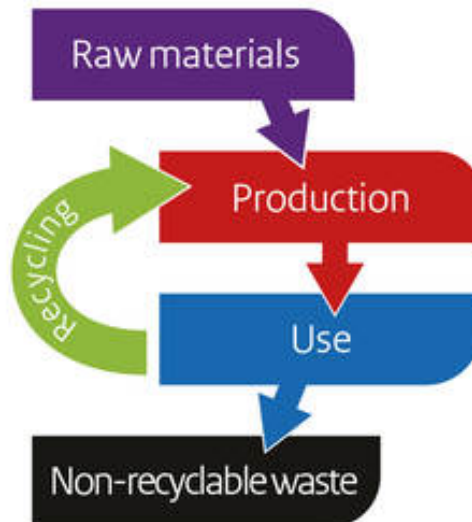 Raw materials
Production
Recycling
Use
Non-recyclable waste